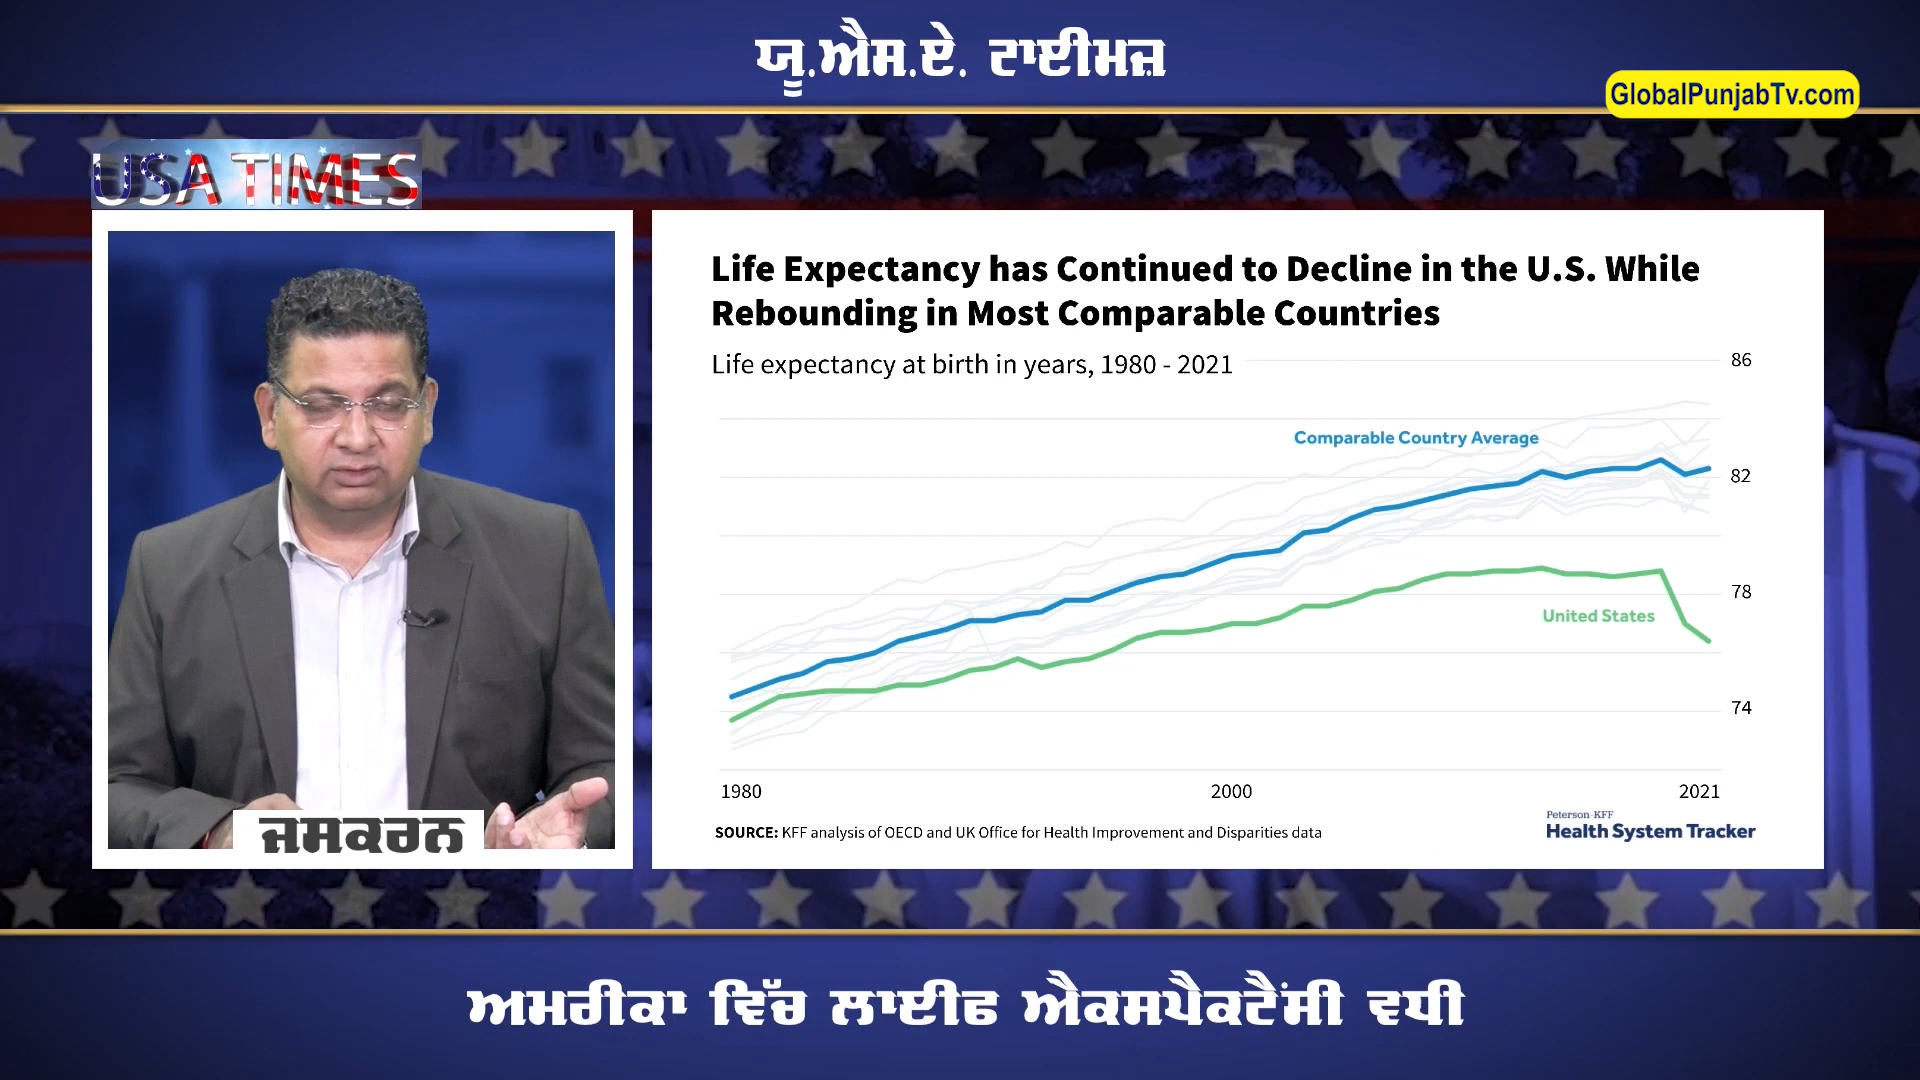 ਯੂ.ਐਸ.ਏ. ਟਾਈਮਜ਼
GlobalPunjabTv.com
USA TIMES
Life Expectancy has Continued to Decline in the U.S. While
Rebounding in Most Comparable Countries
Life expectancy at birth in years, 1980 - 2021
86
Comparable Country Average
82
78
United States
74
1980 2000 2021
SOURCE: KFF analysis of OECD and UK Office for Health Improvement and Disparities data
Peterson-KFF
Health System Tracker
ਜਸਕਰਨ
ਅਮਰੀਕਾ ਵਿੱਚ ਲਾਈਫ ਐਕਸਪੈਕਟੈਂਸੀ ਵਧੀ